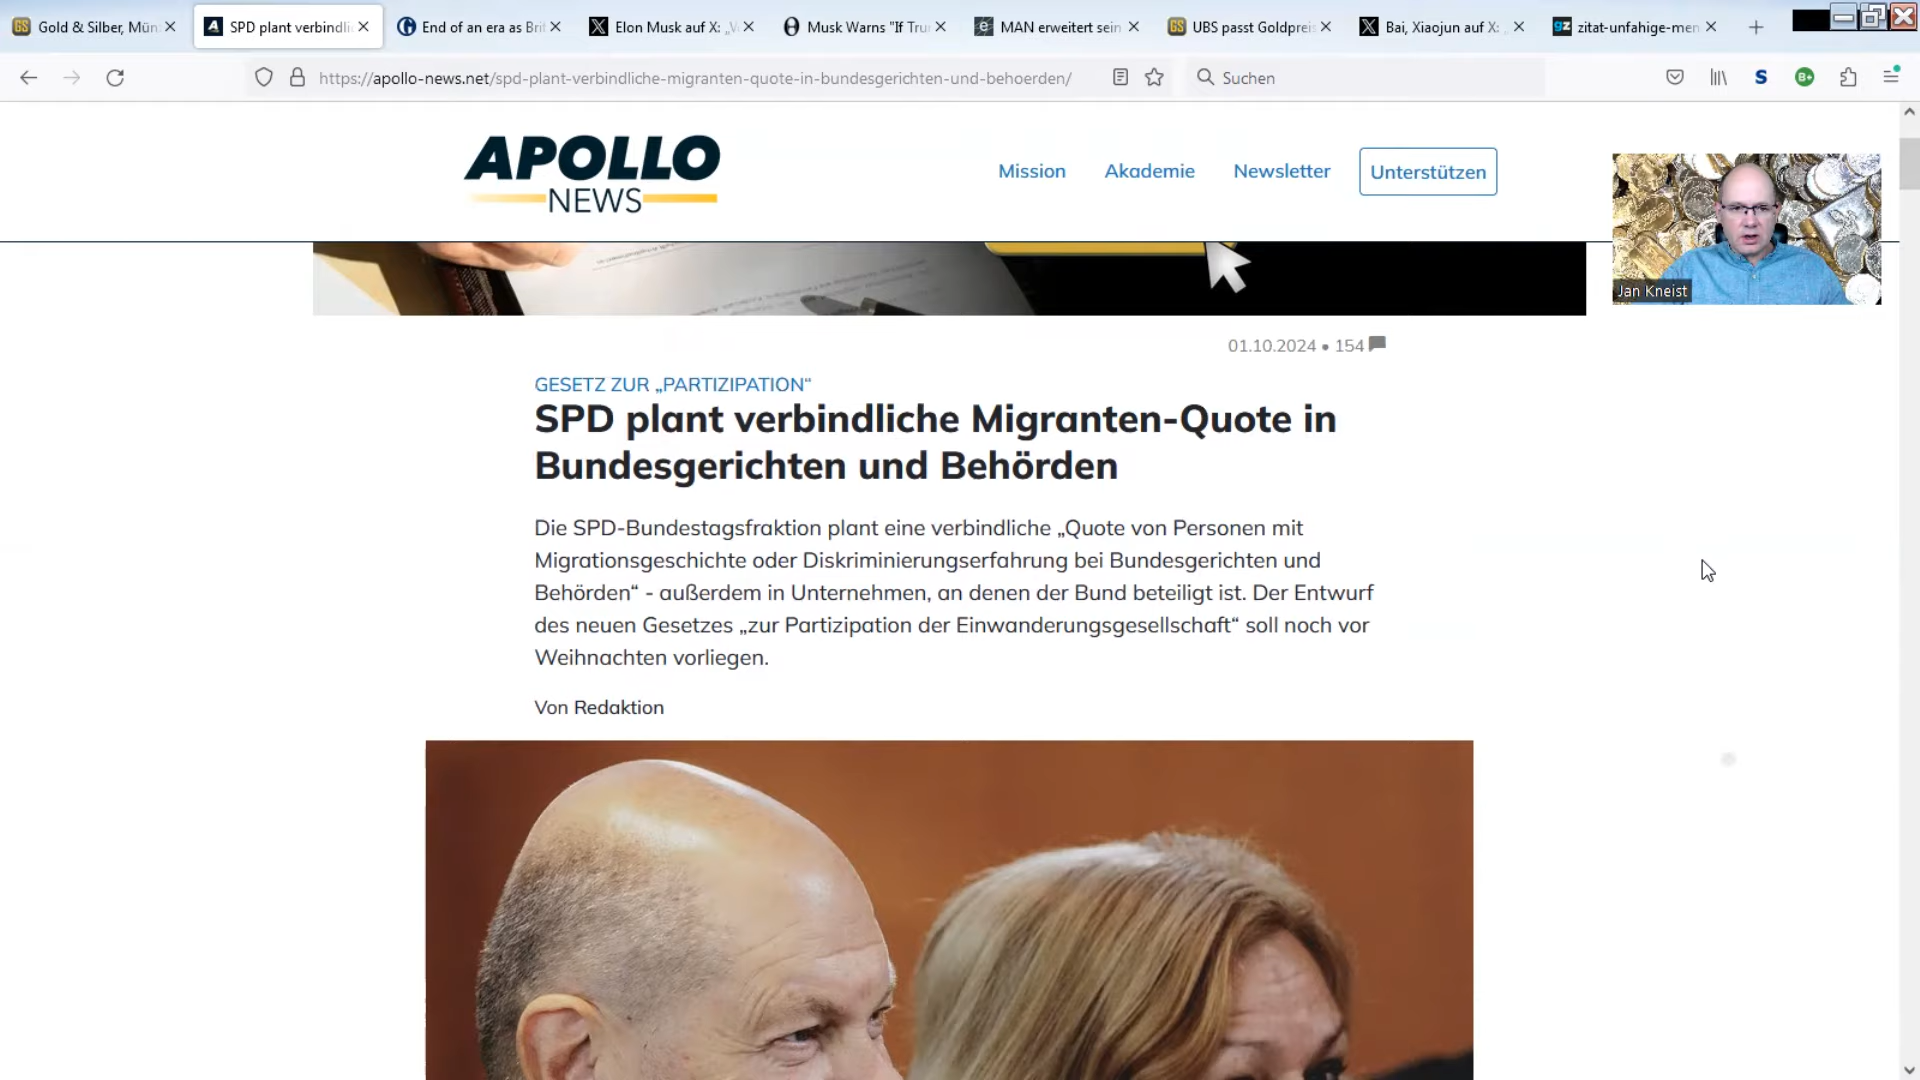 Gold & Silber, Mün
SPD plant verbindli
End of an era as Bri
Elon Musk auf X: „V
Musk Warns "If Tru
MAN erweitert sein
UBS passt Goldpreis
Bai, Xiaojun auf X: „
zitat-unfahige-men
https://apollo-news.net/spd-plant-verbindliche-migranten-quote-in-bundesgerichten-und-behoerden/
Suchen
APOLLO
NEWS
Mission
Akademie
Newsletter
Unterstützen
Jan Kneist
01.10.2024 • 154
GESETZ ZUR „PARTIZIPATION“
SPD plant verbindliche Migranten-Quote in
Bundesgerichten und Behörden
Die SPD-Bundestagsfraktion plant eine verbindliche „Quote von Personen mit
Migrationsgeschichte oder Diskriminierungserfahrung bei Bundesgerichten und
Behörden“ - außerdem in Unternehmen, an denen der Bund beteiligt ist. Der Entwurf
des neuen Gesetzes „zur Partizipation der Einwanderungsgesellschaft“ soll noch vor
Weihnachten vorliegen.
Von Redaktion